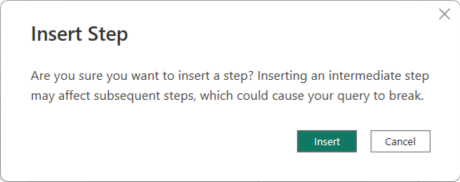 Insert Step
Are you sure you want to insert a step? Inserting an intermediate step
may affect subsequent steps, which could cause your query to break.
Insert
Cancel